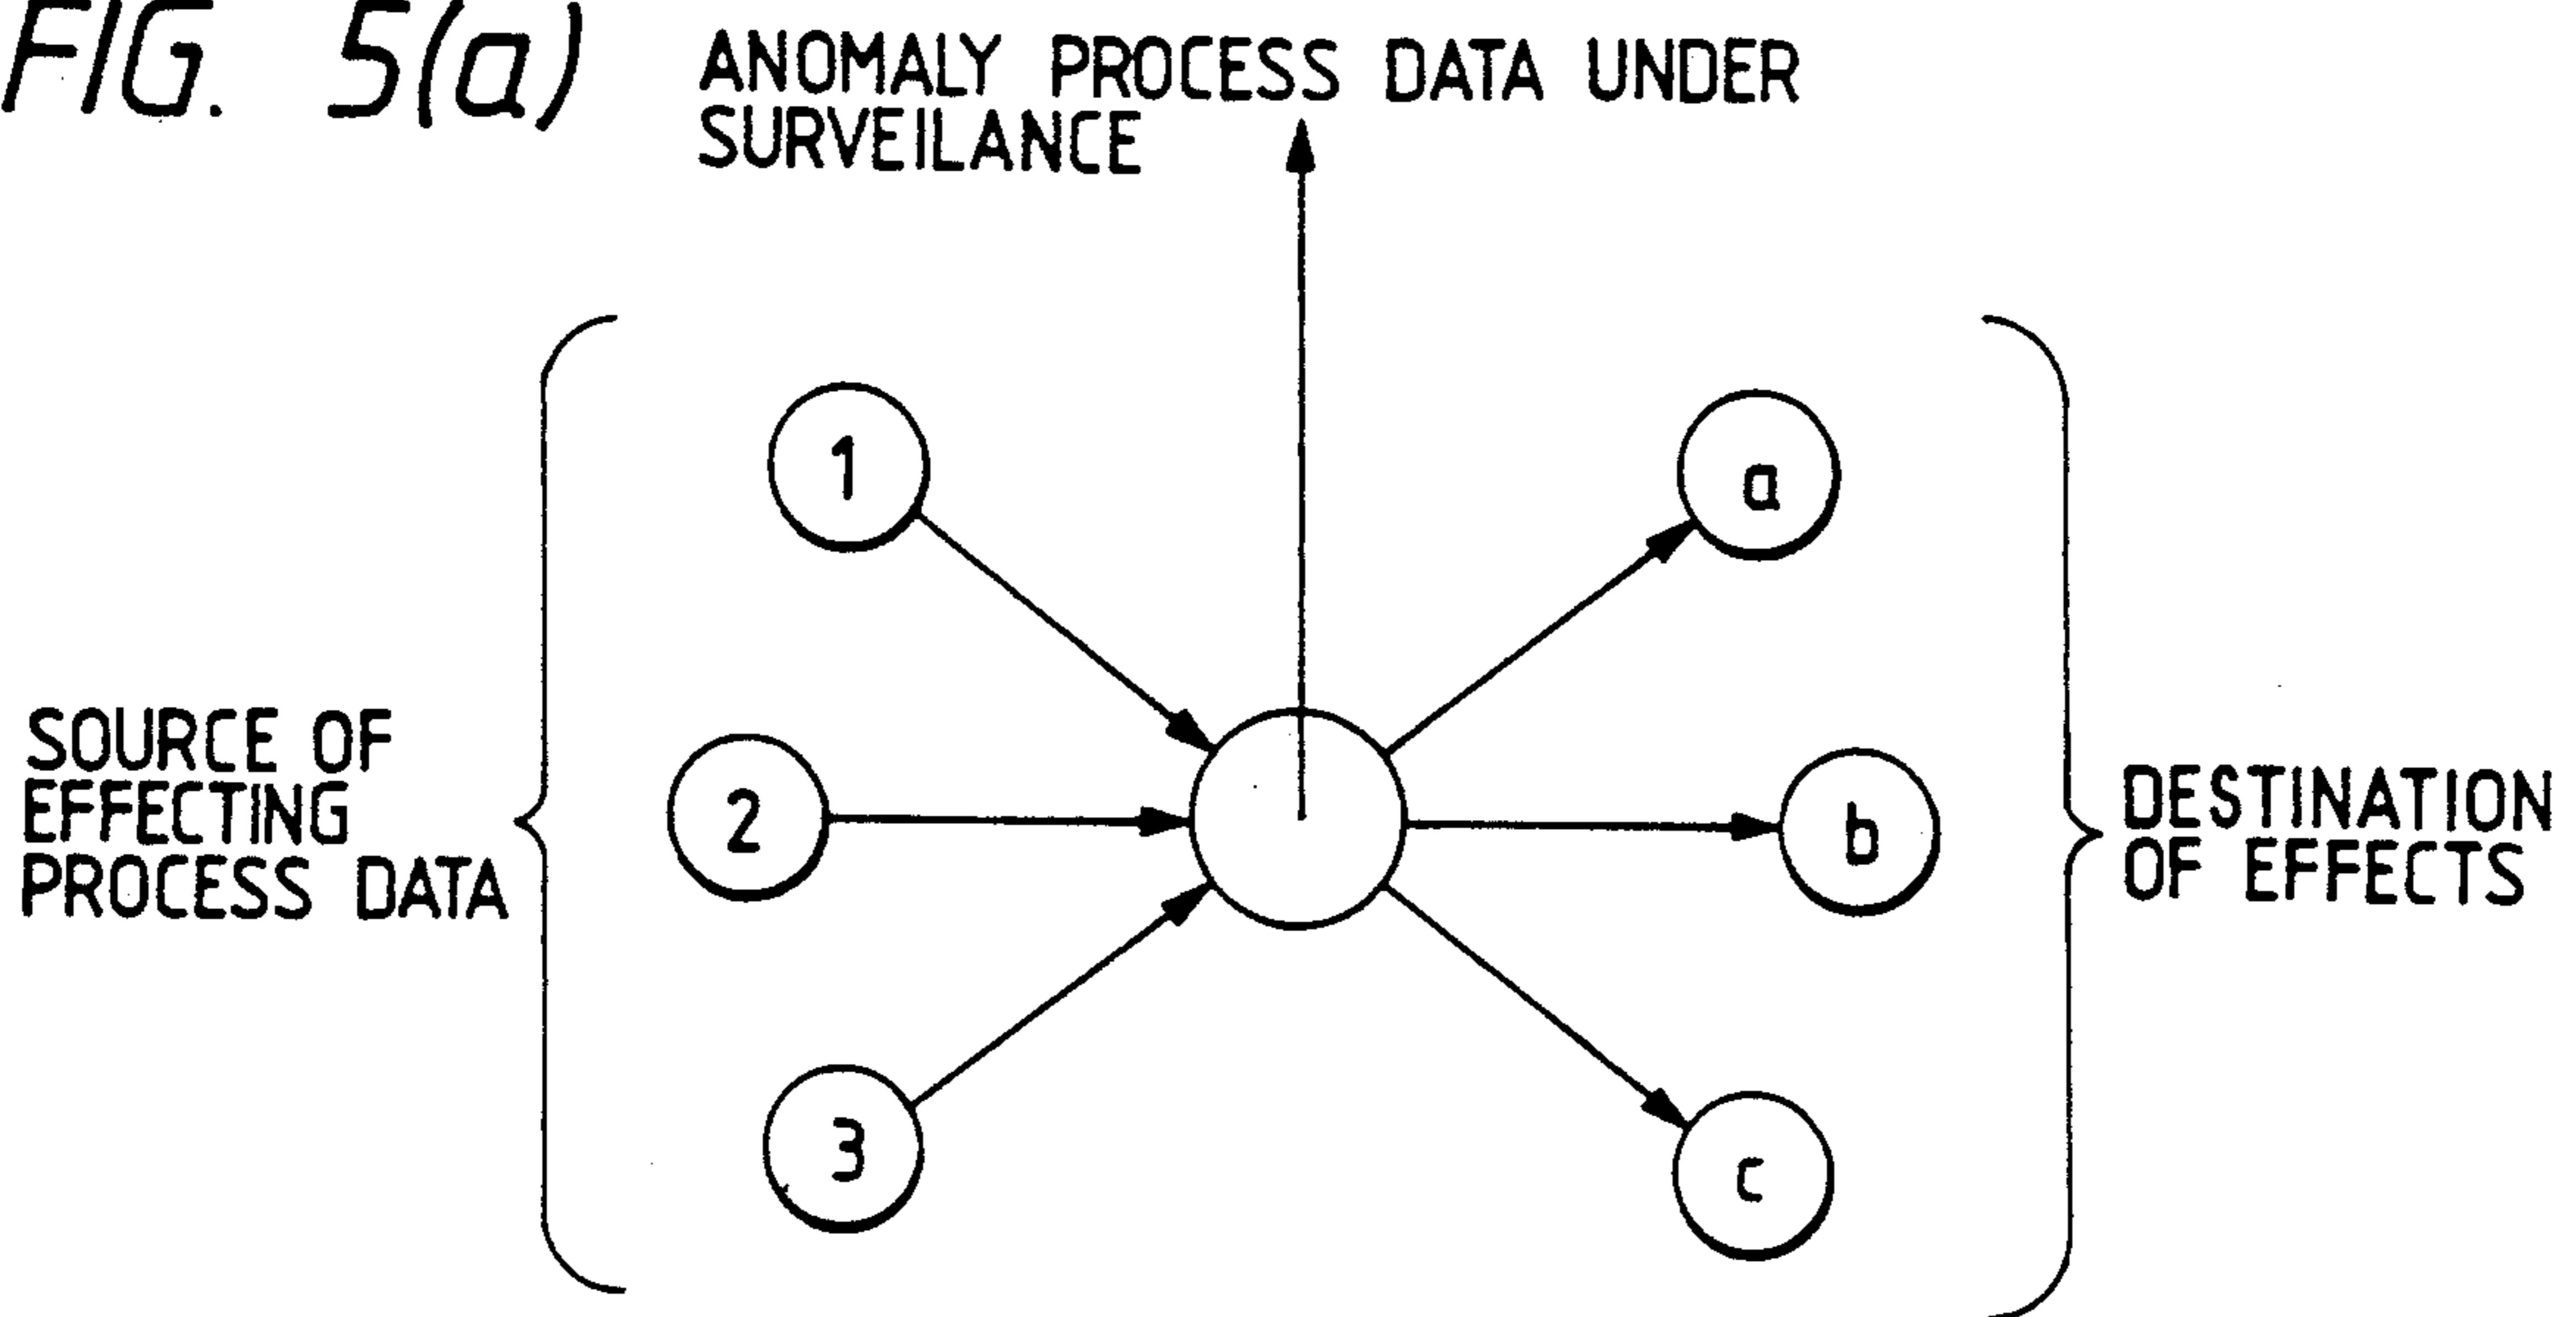 FIG. 5(a)
ANOMALY PROCESS DATA UNDER
SURVEILANCE
1
a
SOURCE OF
EFFECTING
PROCESS DATA
2
b
DESTINATION
OF EFFECTS
3
c